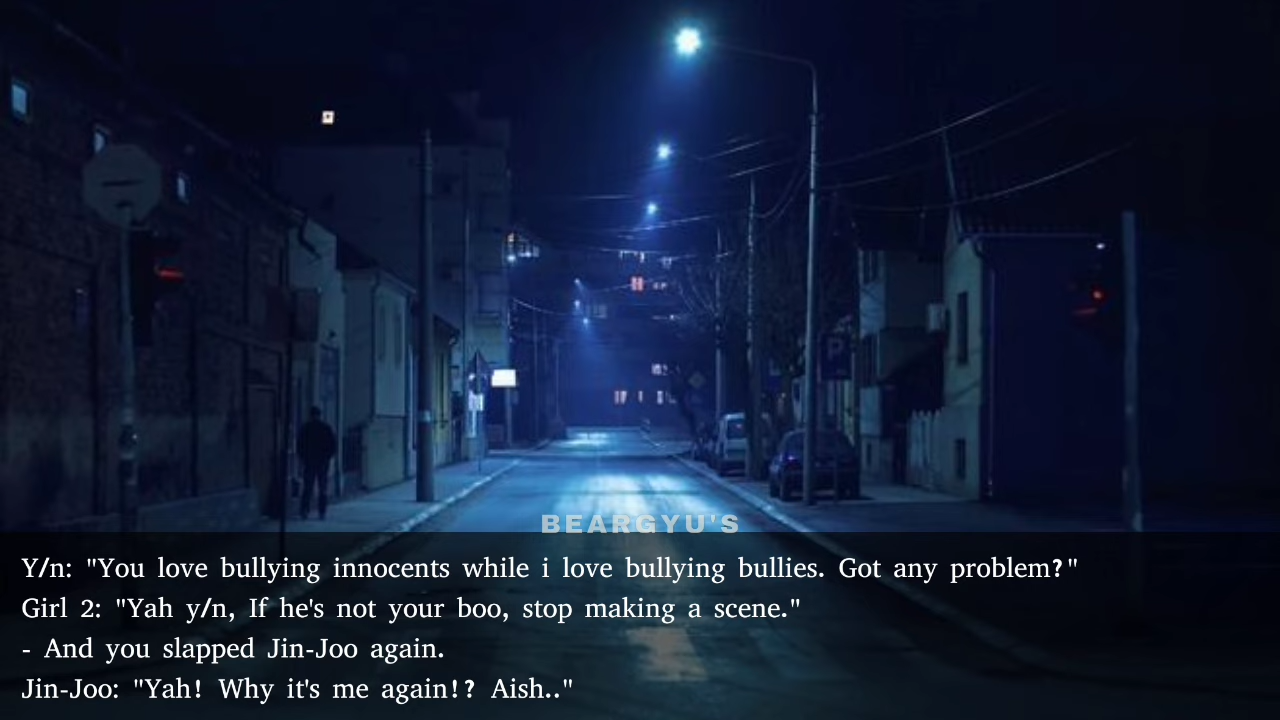 P
BEARGYU'S
Y/n: "You love bullying innocents while i love bullying bullies. Got any problem?"
Girl 2: "Yah y/n, If he's not your boo, stop making a scene."
- And you slapped Jin-Joo again.
Jin-Joo: "Yah! Why it's me again!? Aish.."